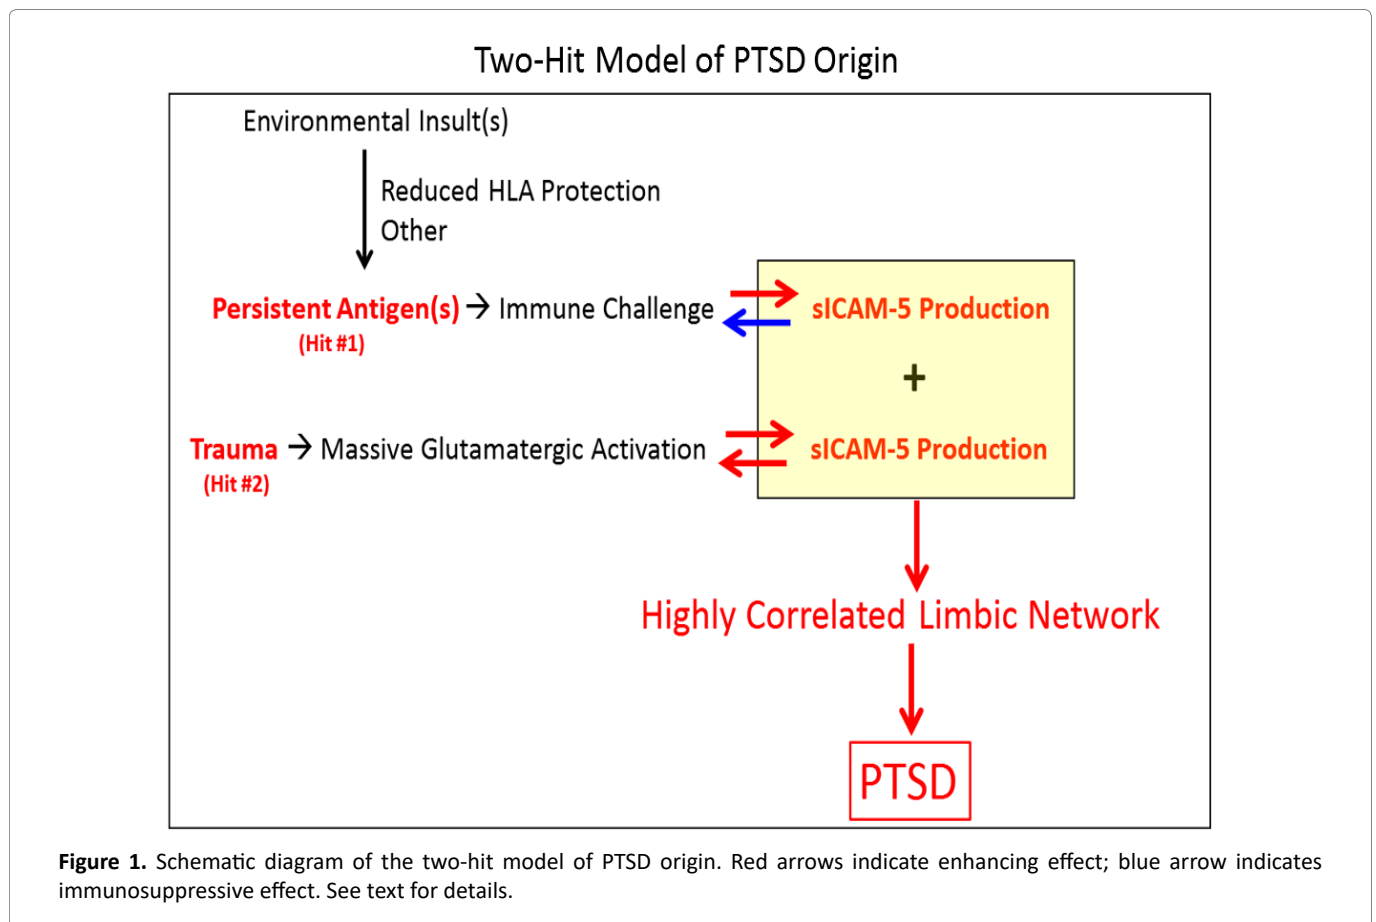 Two-Hit Model of PTSD Origin
Environmental Insult(s)
Reduced HLA Protection
Other
Persistent Antigen(s) → Immune Challenge
(Hit #1)
sICAM-5 Production
+
Trauma → Massive Glutamatergic Activation
(Hit #2)
sICAM-5 Production
Highly Correlated Limbic Network
PTSD
Figure 1. Schematic diagram of the two-hit model of PTSD origin. Red arrows indicate enhancing effect; blue arrow indicates
immunosuppressive effect. See text for details.